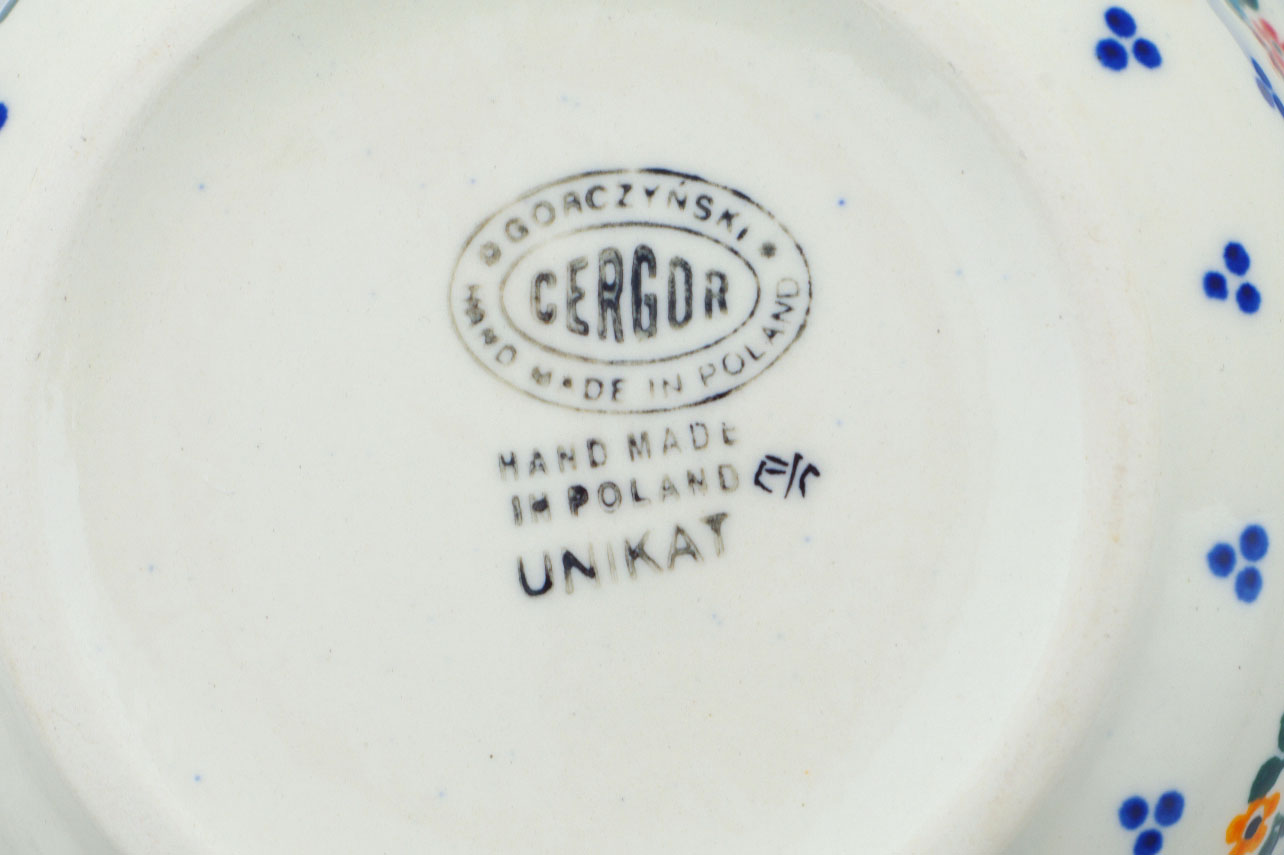 GORCZYŃSKI
CERGOR
HAND MADE IN POLAND
HAND MADE
IN POLAND
UNIKAT